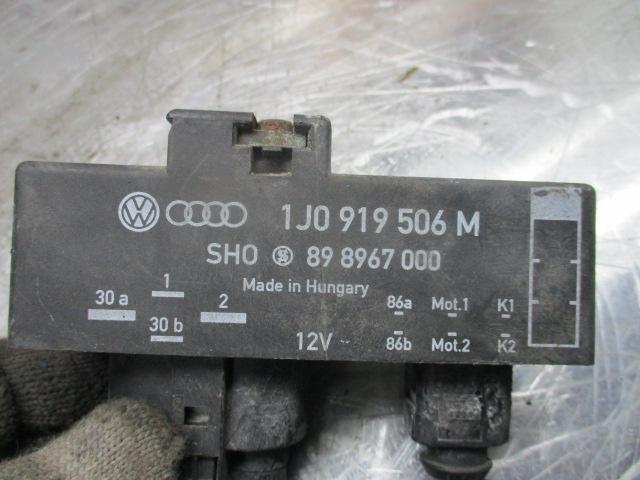 1J0 919 506 M
SHO 89 8967 000
Made in Hungary
1
30 a 2
30 b
12V
86a Mot.1 K1
86b Mot.2 K2